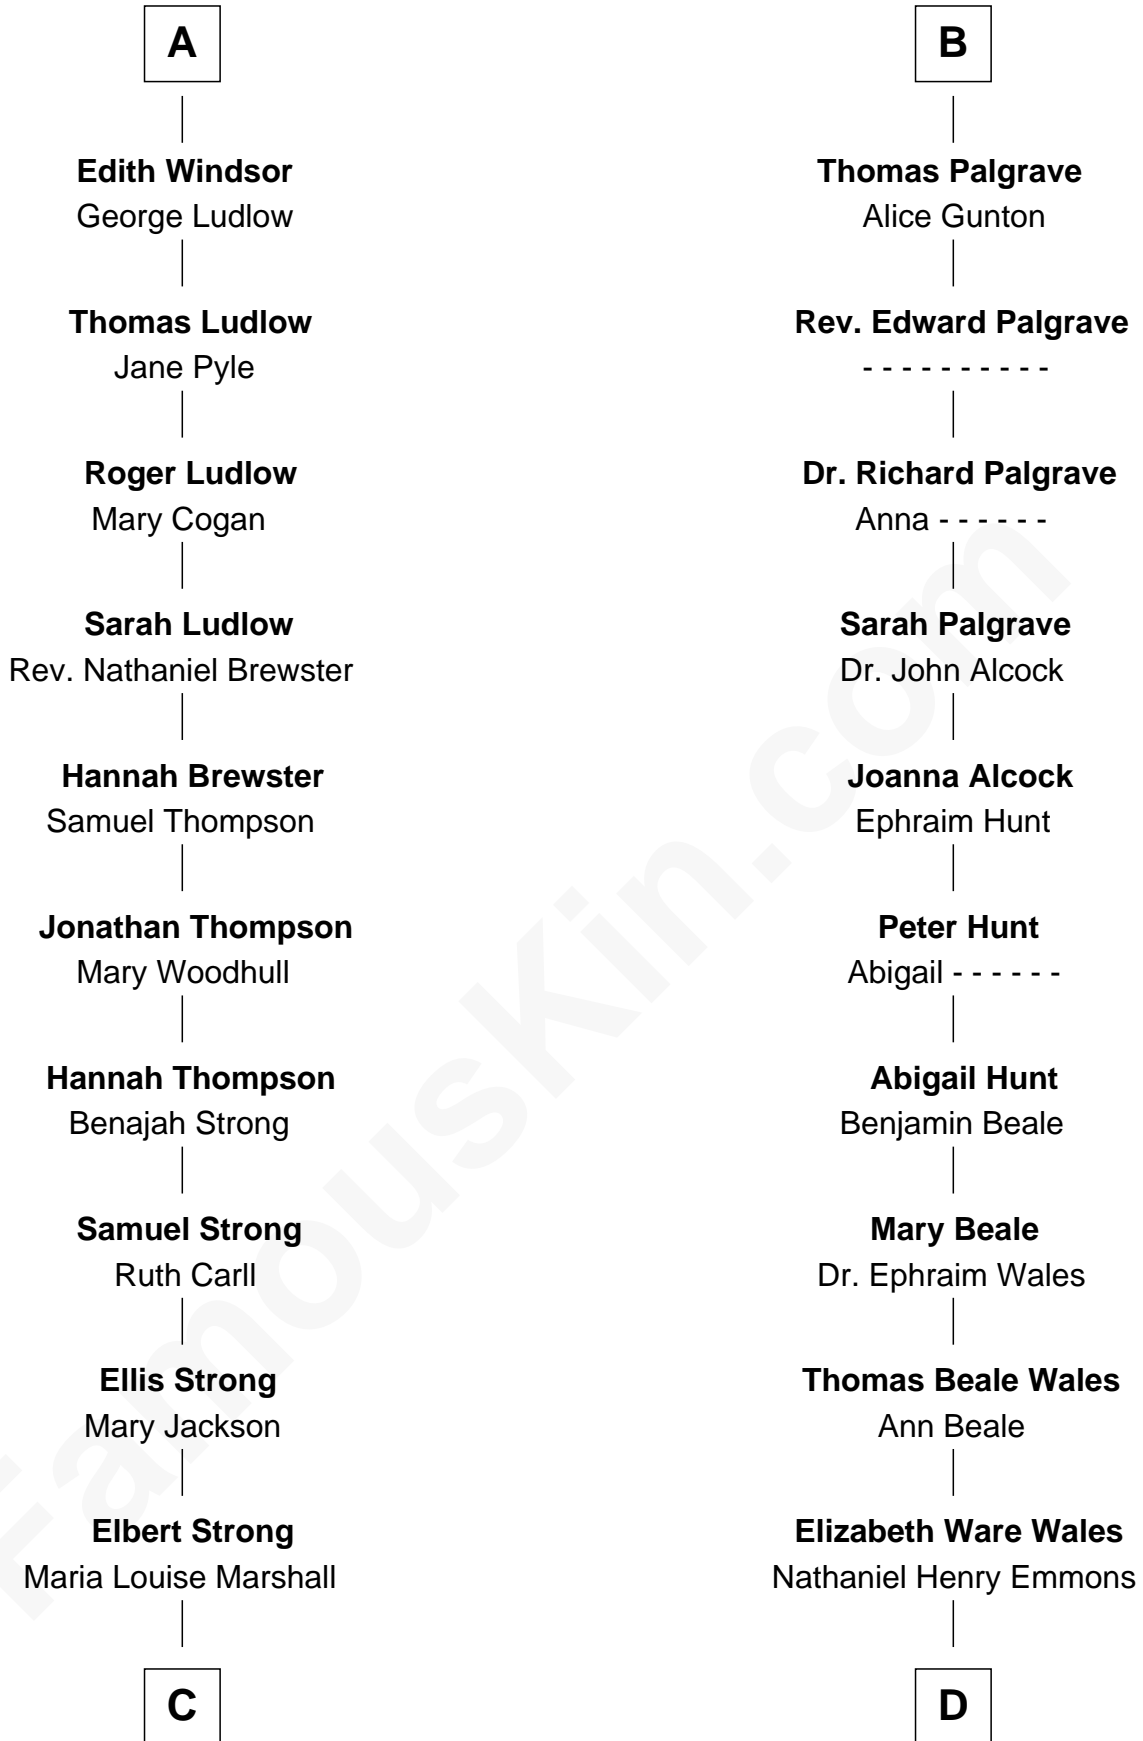 A
Edith Windsor
George Ludlow
Thomas Ludlow
Jane Pyle
Roger Ludlow
Mary Cogan
Sarah Ludlow
Rev. Nathaniel Brewster
Hannah Brewster
Samuel Thompson
Jonathan Thompson
Mary Woodhull
Hannah Thompson
Benajah Strong
Samuel Strong
Ruth Carll
Ellis Strong
Mary Jackson
Elbert Strong
Maria Louise Marshall
C
B
Thomas Palgrave
Alice Gunton
Rev. Edward Palgrave
- - - - - - - - - -
Dr. Richard Palgrave
Anna - - - - - -
Sarah Palgrave
Dr. John Alcock
Joanna Alcock
Ephraim Hunt
Peter Hunt
Abigail - - - - - -
Abigail Hunt
Benjamin Beale
Mary Beale
Dr. Ephraim Wales
Thomas Beale Wales
Ann Beale
Elizabeth Ware Wales
Nathaniel Henry Emmons
D
FamousKin.com